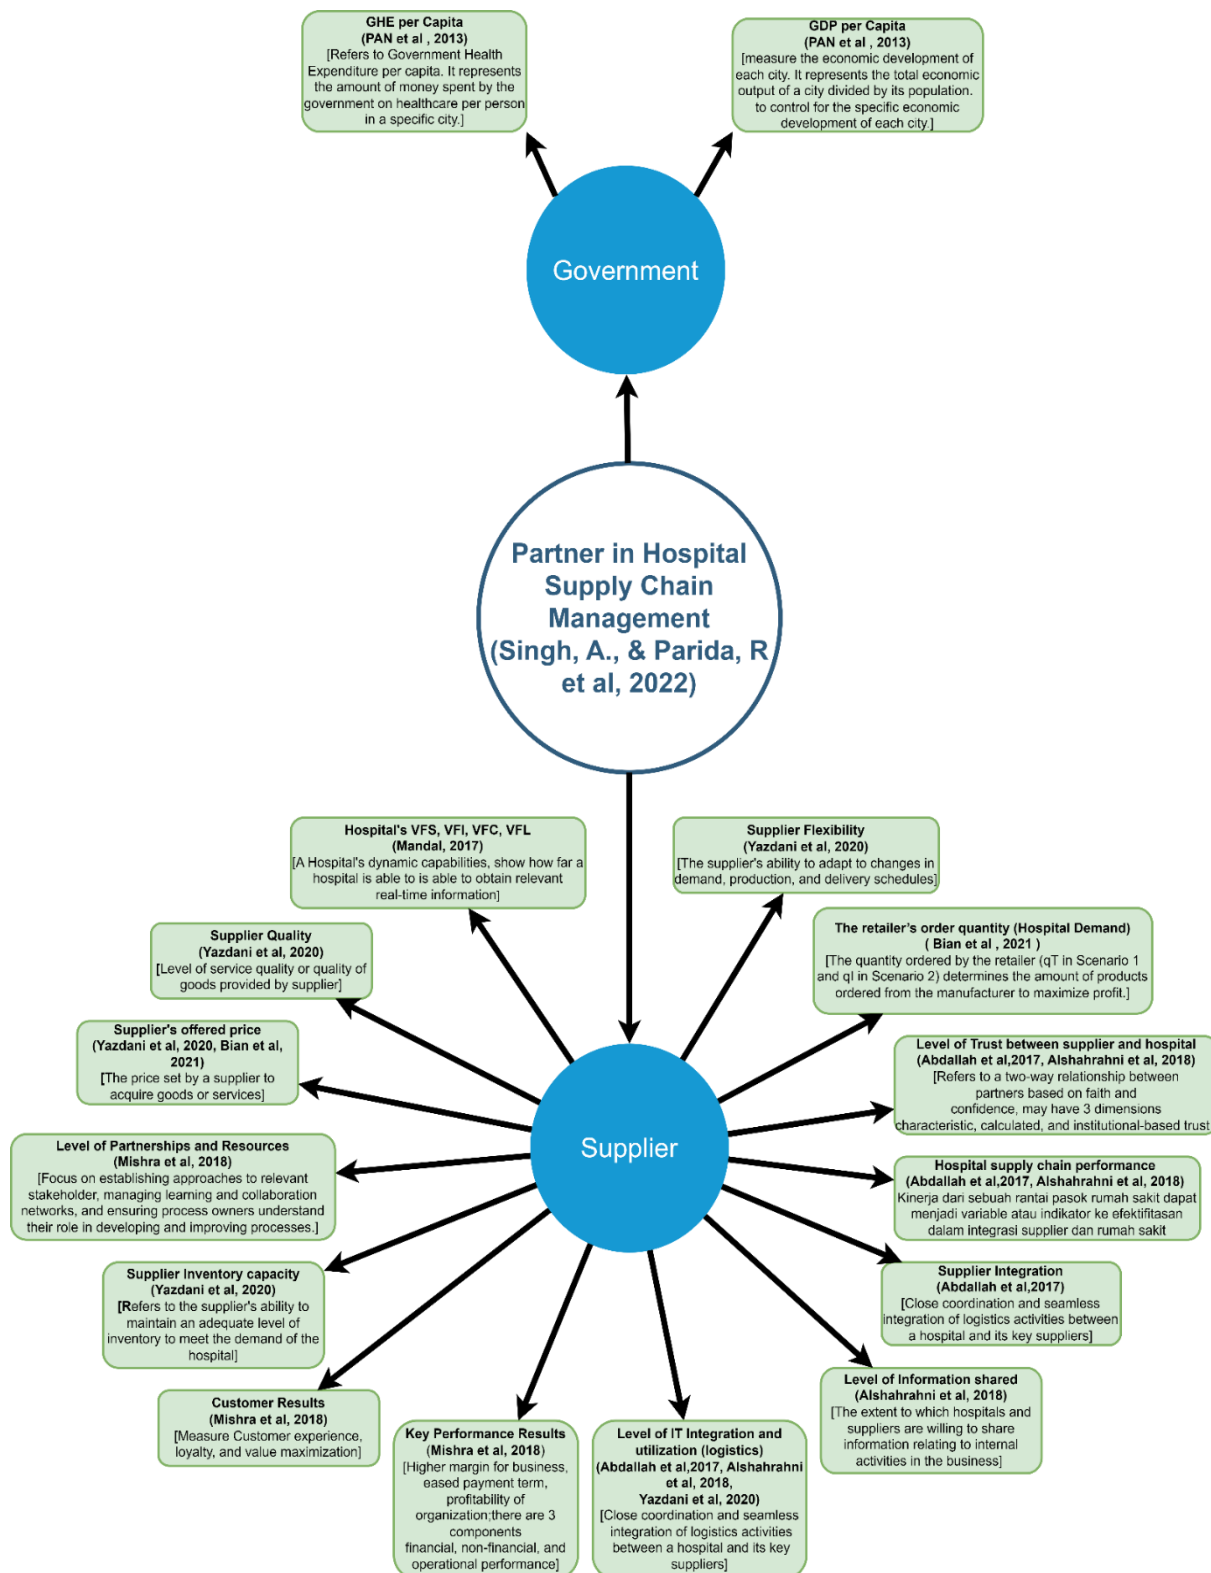 GHE per Capita
(PAN et al , 2013)
[Refers to Government Health
Expenditure per capita. It represents
the amount of money spent by the
government on healthcare per person
in a specific city.]
GDP per Capita
(PAN et al , 2013)
[measure the economic development of
each city. It represents the total economic
output of a city divided by its population.
to control for the specific economic
development of each city.]
Government
Partner in Hospital
Supply Chain
Management
(Singh, A., & Parida, R
et al, 2022)
Hospital's VFS, VFI, VFC, VFL
(Mandal, 2017)
[A Hospital's dynamic capabilities, show how far a
hospital is able to is able to obtain relevant
real-time information]
Supplier Flexibility
(Yazdani et al, 2020)
[The supplier's ability to adapt to changes in
demand, production, and delivery schedules]
Supplier Quality
(Yazdani et al, 2020)
[Level of service quality or quality of
goods provided by supplier]
The retailer's order quantity (Hospital Demand)
( Bian et al , 2021 )
[The quantity ordered by the retailer (qT in Scenario 1
and qI in Scenario 2) determines the amount of products
ordered from the manufacturer to maximize profit.]
Supplier's offered price
(Yazdani et al, 2020, Bian et al,
2021)
[The price set by a supplier to
acquire goods or services]
Level of Trust between supplier and hospital
(Abdallah et al,2017, Alshahrahni et al, 2018)
[Refers to a two-way relationship between
partners based on faith and
confidence, may have 3 dimensions
characteristic, calculated, and institutional-based trust
Supplier
Level of Partnerships and Resources
(Mishra et al, 2018)
[Focus on establishing approaches to relevant
stakeholder, managing learning and collaboration
networks, and ensuring process owners understand
their role in developing and improving processes.]
Hospital supply chain performance
(Abdallah et al,2017, Alshahrahni et al, 2018)
Kinerja dari sebuah rantai pasok rumah sakit dapat
menjadi variable atau indikator ke efektifitasan
dalam integrasi supplier dan rumah sakit
Supplier Inventory capacity
(Yazdani et al, 2020)
[Refers to the supplier's ability to
maintain an adequate level of
inventory to meet the demand of the
hospital]
Supplier Integration
(Abdallah et al,2017)
[Close coordination and seamless
integration of logistics activities between
a hospital and its key suppliers]
Customer Results
(Mishra et al, 2018)
[Measure Customer experience,
loyalty, and value maximization]
Level of Information shared
(Alshahrahni et al, 2018)
[The extent to which hospitals and
suppliers are willing to share
information relating to internal
activities in the business]
Key Performance Results
(Mishra et al, 2018)
[Higher margin for business,
eased payment term,
profitability of
organization;there are 3
components
financial, non-financial, and
operational performance]
Level of IT Integration and
utilization (logistics)
(Abdallah et al,2017, Alshahrahni
et al, 2018,
Yazdani et al, 2020)
[Close coordination and seamless
integration of logistics activities
between a hospital and its key
suppliers]